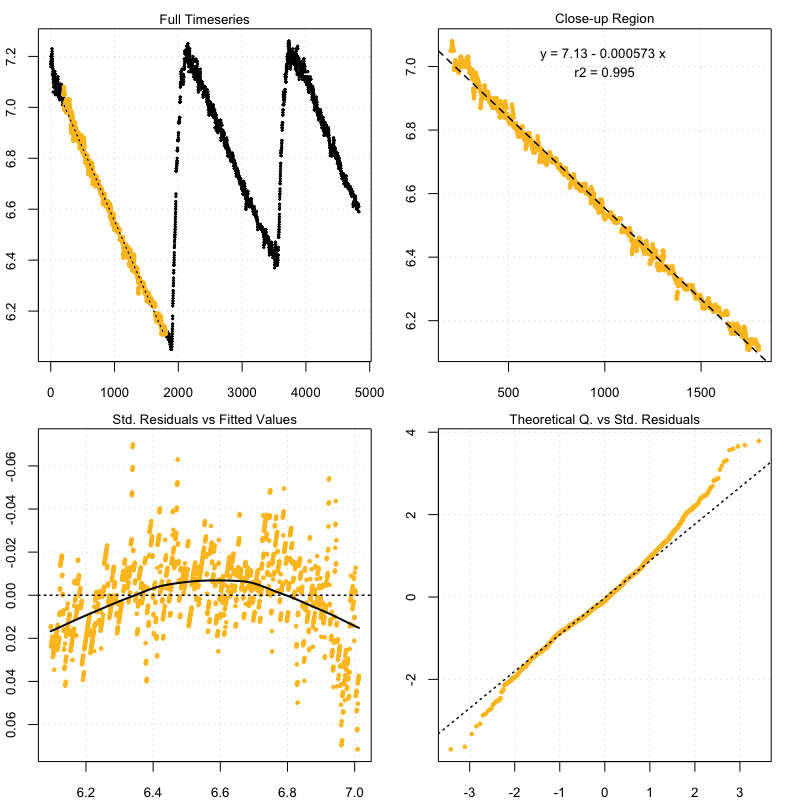 Full Timeseries
7.2
7.0
6.8
6.6
6.4
6.2
0 1000 2000 3000 4000 5000
Close-up Region
y = 7.13 - 0.000573 x
r2 = 0.995
7.0
6.8
6.6
6.4
6.2
500 1000 1500
Std. Residuals vs Fitted Values
-0.06
-0.04
-0.02
0.00
0.02
0.04
0.06
6.2 6.4 6.6 6.8 7.0
Theoretical Q. vs Std. Residuals
4
2
0
-2
-3 -2 -1 0 1 2 3